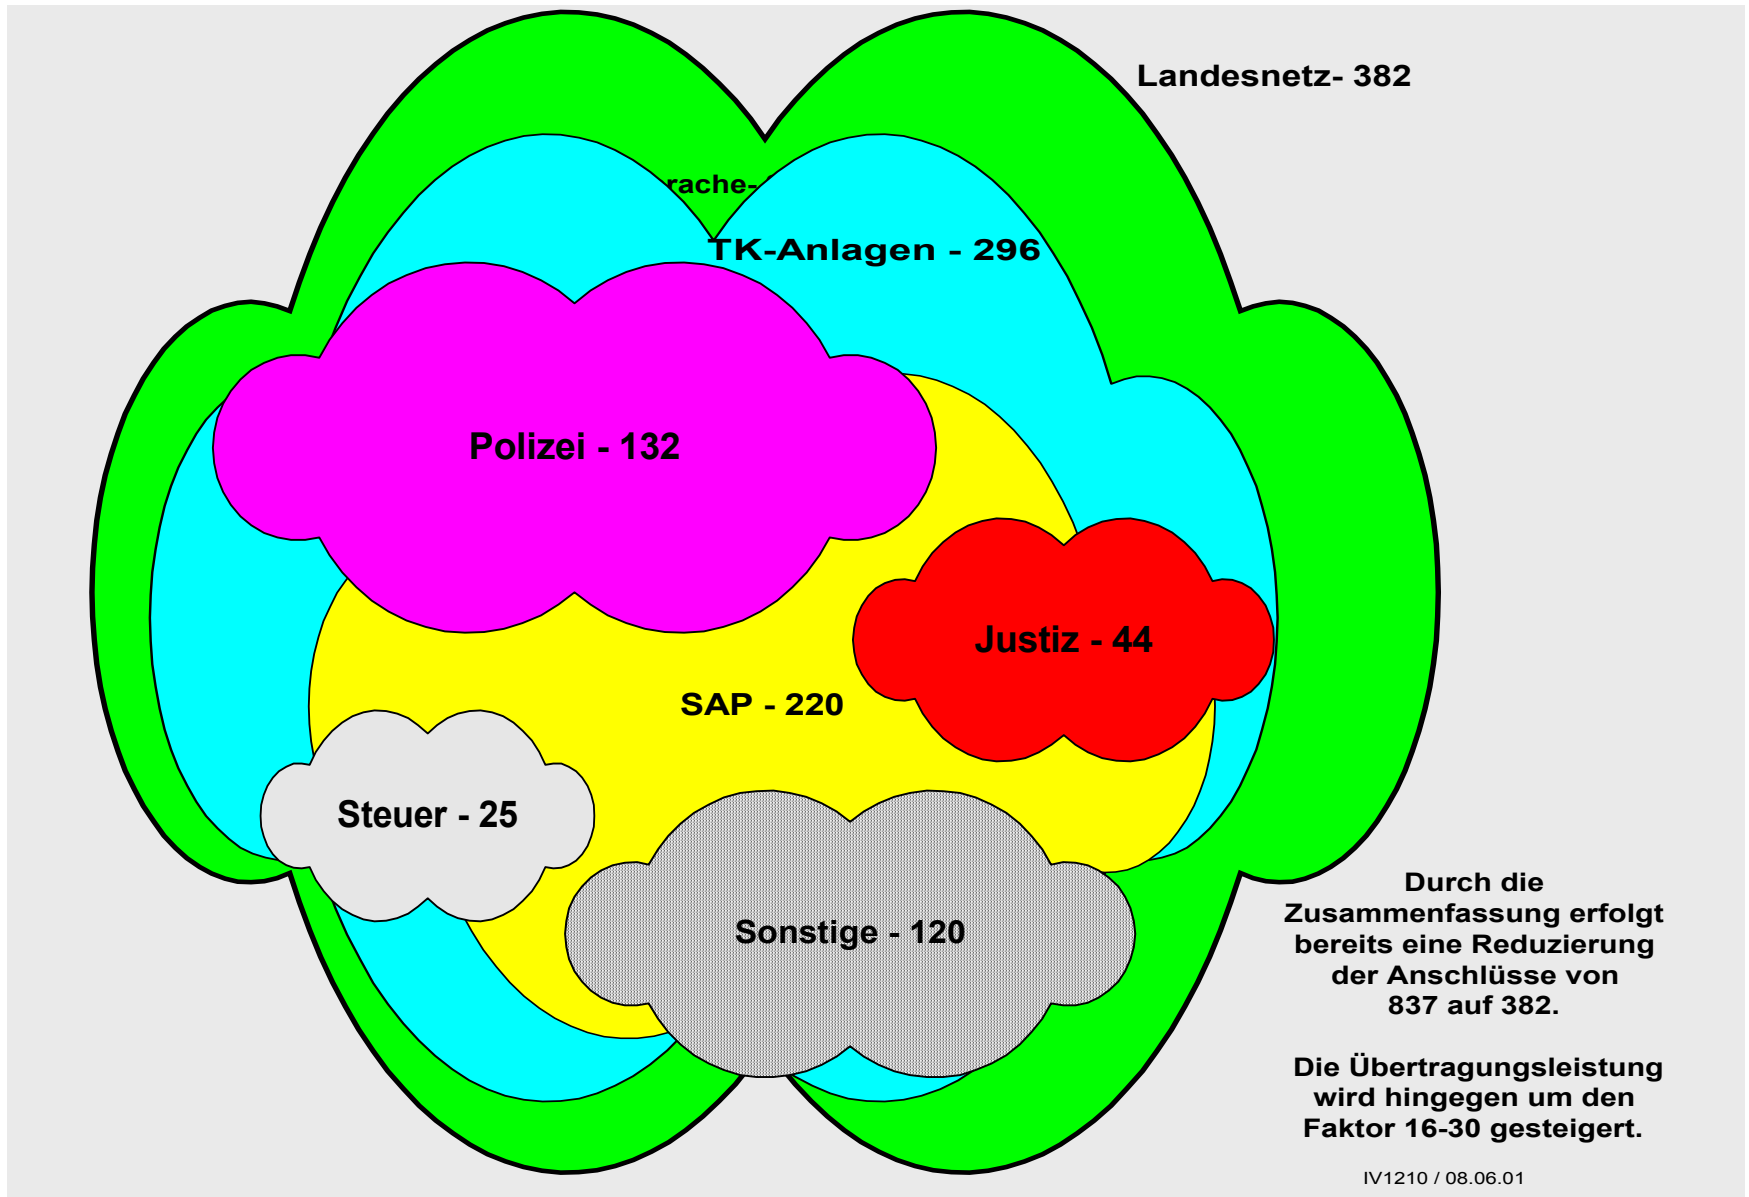 Landesnetz- 382
TK-Anlagen - 296
Polizei - 132
Justiz - 44
SAP - 220
Steuer - 25
Sonstige - 120
Durch die
Zusammenfassung erfolgt
bereits eine Reduzierung
der Anschlüsse von
837 auf 382.
Die Übertragungsleistung
wird hingegen um den
Faktor 16-30 gesteigert.
IV1210 / 08.06.01